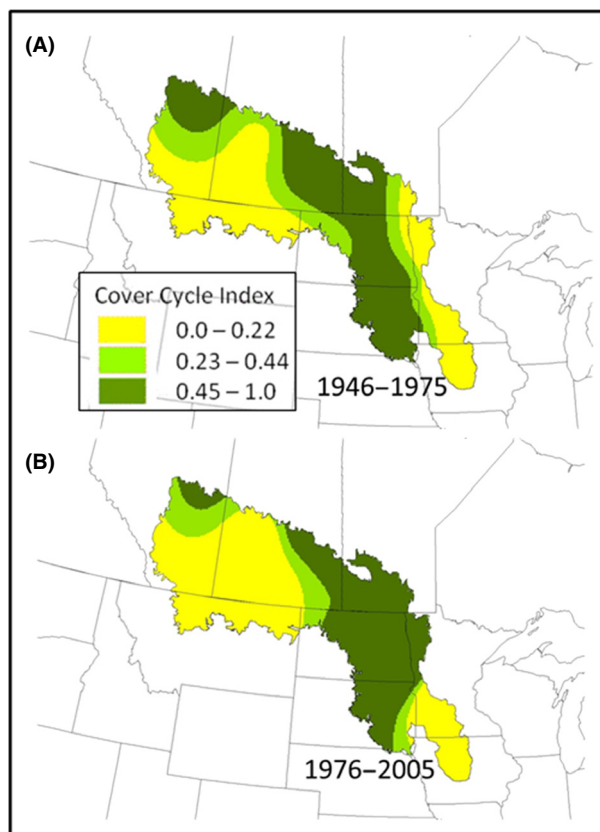 (A)
Cover Cycle Index
0.0 – 0.22
0.23 – 0.44
0.45 – 1.0
1946–1975
(B)
1976–2005